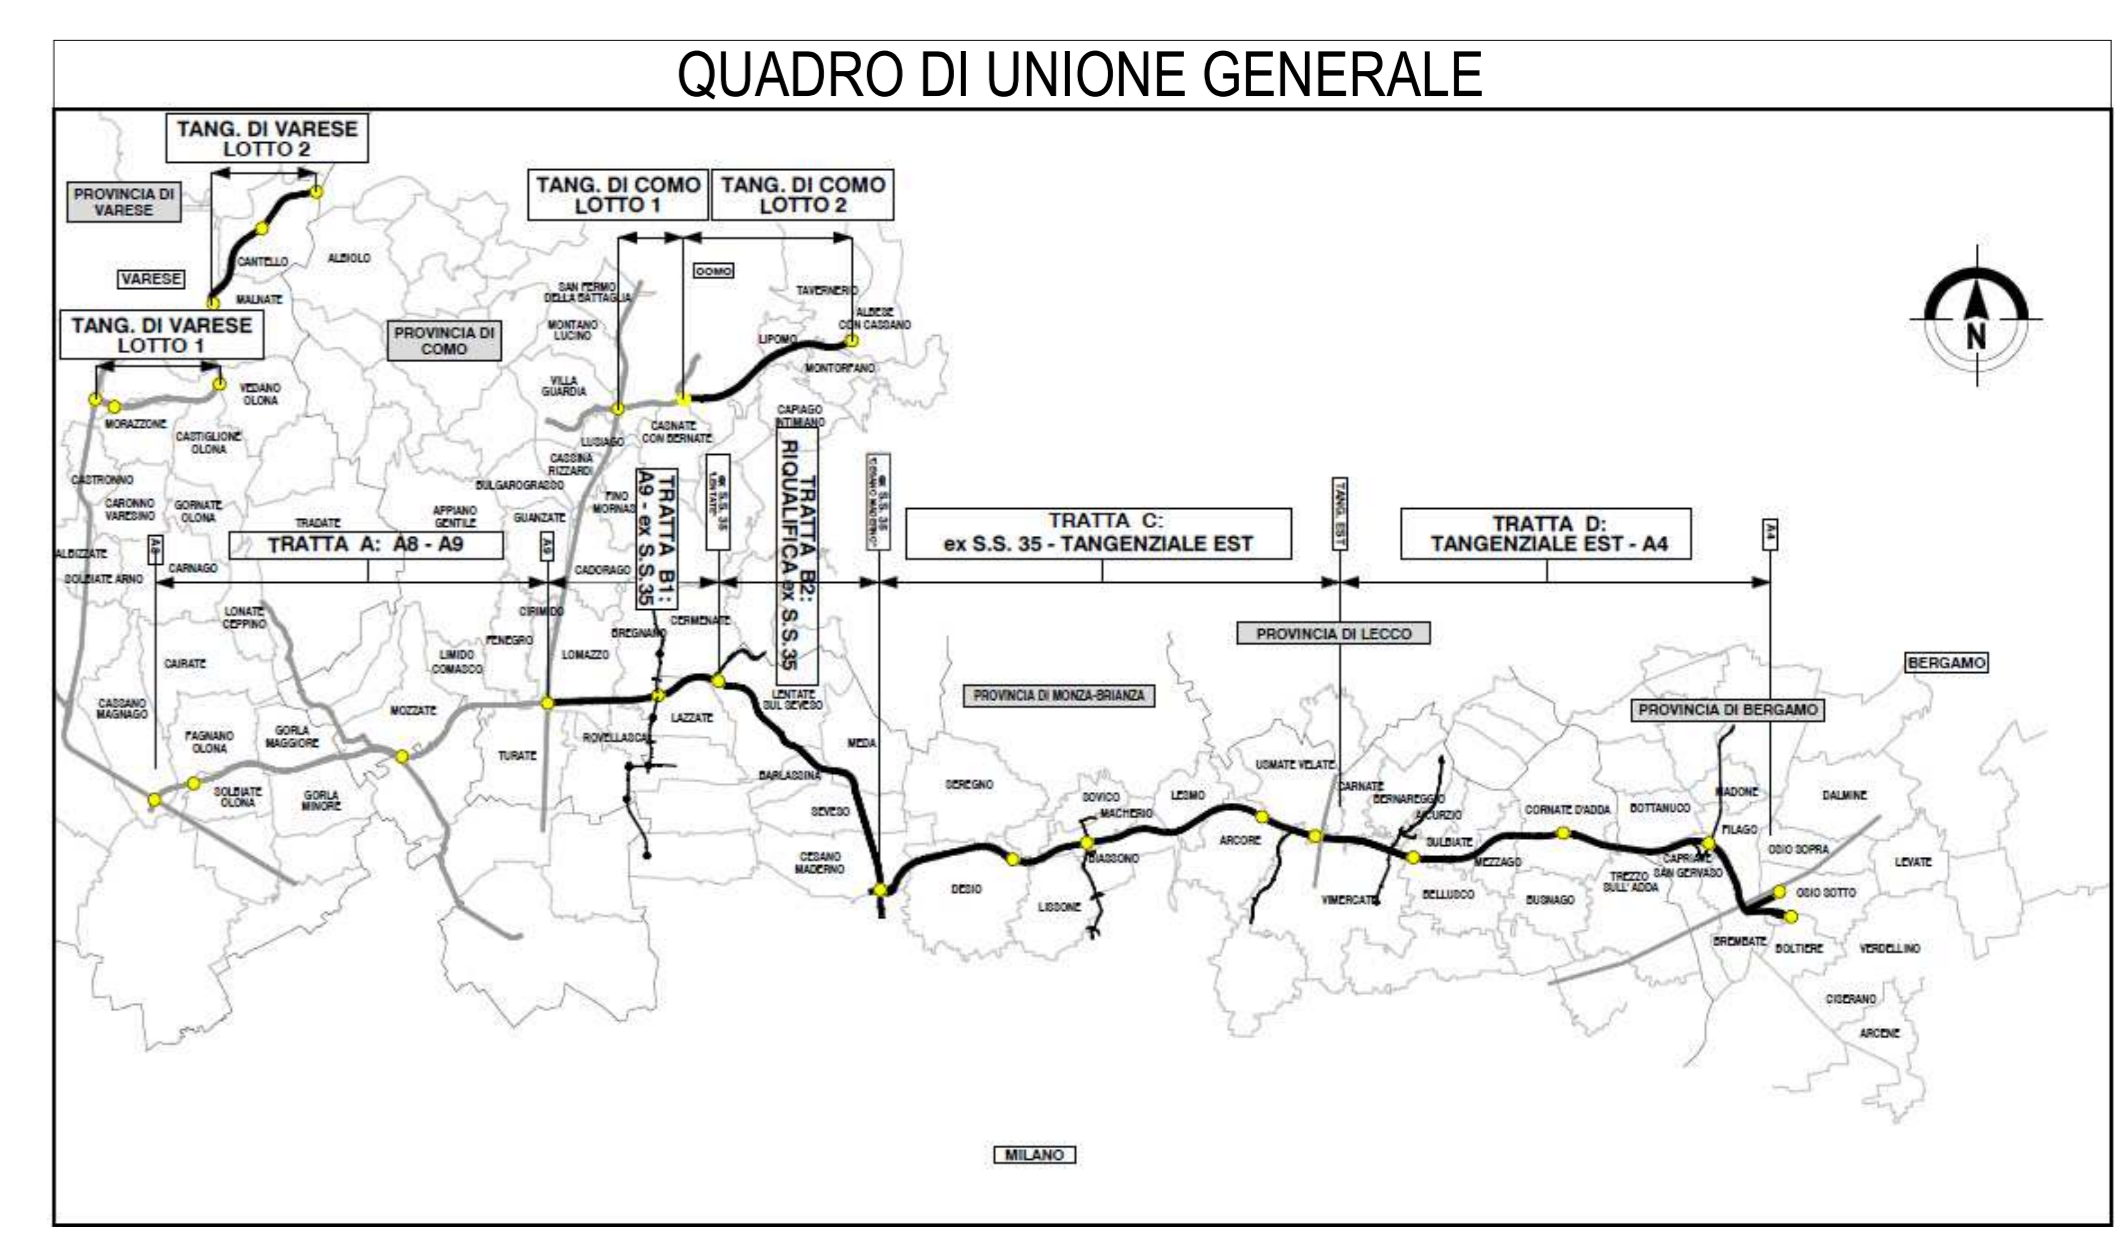 QUADRO DI UNIONE GENERALE
TANG. DI VARESE
LOTTO 2
PROVINCIA DI
VARESE
TANG. DI COMO
LOTTO 1
TANG. DI COMO
LOTTO 2
CANTELLO
ALBIOLO
VARESE
MALNATE
COMO
SAN FERMO
DELLA BATTAGLIA
TAVERNERIO
ALBESE
CON CASSANO
TANG. DI VARESE
LOTTO 1
PROVINCIA DI
COMO
MONTANO
LUCINO
LIPOMO
MONTORFANO
N
VEDANO
OLONA
VILLA
GUARDIA
MORAZZONE
CASTIGLIONE
OLONA
LUSIAGO
CASNATE
CON BERNATE
CAPIAGO
INTIMIANO
CASSINA
RIZZARDI
CASTRONNO
BULGAROGRASSO
CARONNO
VARESINO
GORNATE
OLONA
FINO
MORNAS
TRADATE
APPIANO
GENTILE
GUANZATE
TRATTA B1:
A9 - ex S.S.35
ex S.S. 35
"LENTATE"
TRATTA B2:
RIQUALIFICA ex S.S.35
ex S.S. 35
TANG. EST
A4
TRATTA C:
ex S.S. 35 - TANGENZIALE EST
TRATTA D:
TANGENZIALE EST - A4
TRATTA A: A8 - A9
A8
A9
ALBIZZATE
SOLBIATE ARNO
CARNAGO
CADORAGO
LONATE
CEPPINO
CIRIMIDO
FENEGRO
BREGNANO
CERMENATE
PROVINCIA DI LECCO
CAIRATE
LIMIDO
COMASCO
LOMAZZO
BERGAMO
CASSANO
MAGNAGO
MOZZATE
LAZZATE
LENTATE
SUL SEVESO
PROVINCIA DI MONZA-BRIANZA
PROVINCIA DI BERGAMO
FAGNANO
OLONA
GORLA
MAGGIORE
TURATE
ROVELLASCA
MEDA
USMATE VELATE
BARLASSINA
SEREGNO
CARNATE
SOLBIATE
OLONA
GORLA
MINORE
SEVESO
SOVICO
MACHERIO
LESMO
BERNAREGGIO
AICURZIO
CORNATE D'ADDA
BOTTANUCO
MADONE
DALMINE
FILAGO
CESANO
MADERNO
BIASSONO
ARCORE
SULBIATE
MEZZAGO
CAPRIATE
SAN GERVASO
OSIO SOPRA
LEVATE
DESIO
LISSONE
VIMERCATE
BELLUSCO
BUSNAGO
TREZZO
SULL' ADDA
OSIO SOTTO
BREMBATE
BOLTIERE
VERDELLINO
CISERANO
ARCENE
MILANO